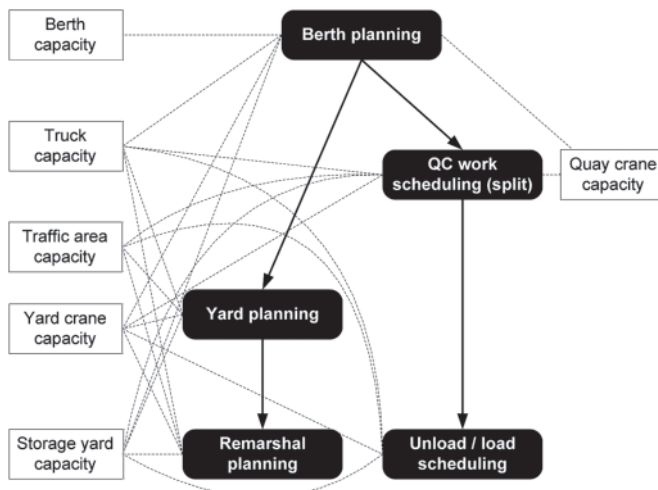 Berth
capacity
Berth planning
Truck
capacity
QC work
scheduling (split)
Quay crane
capacity
Traffic area
capacity
Yard crane
capacity
Yard planning
Storage yard
capacity
Remarshal
planning
Unload / load
scheduling